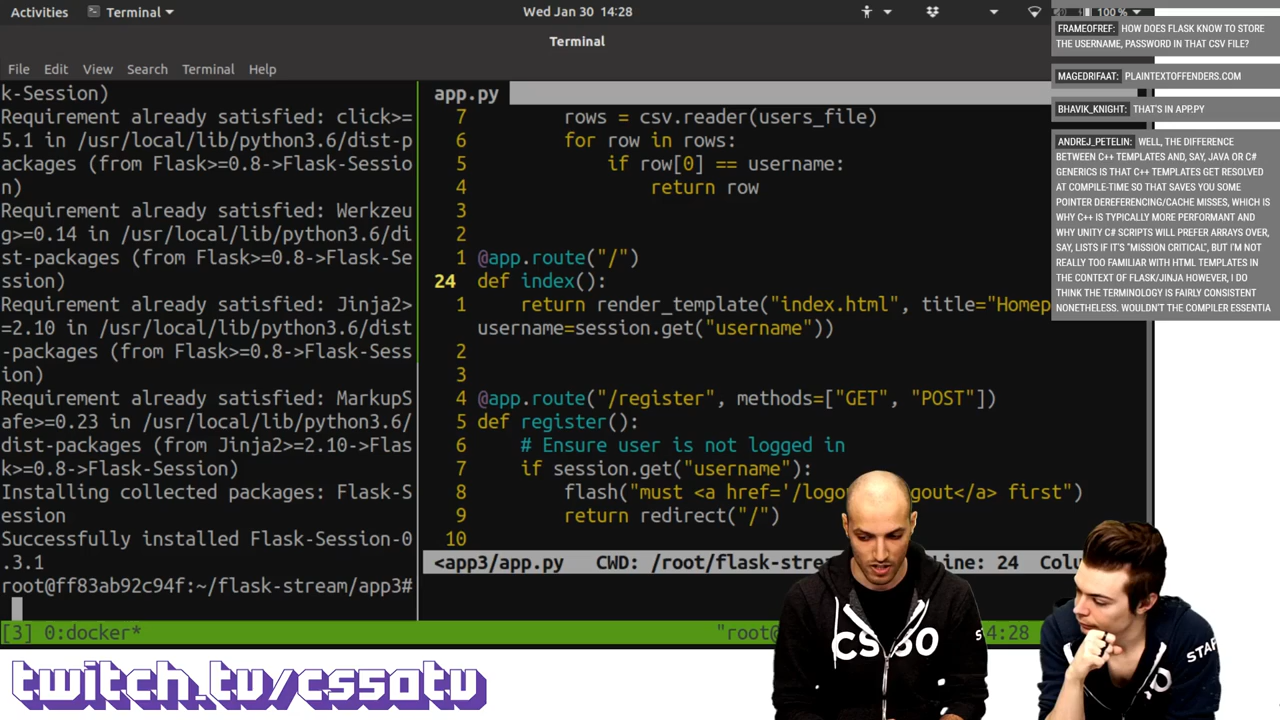 Activities
Terminal
Wed Jan 30 14:28
100 %
Terminal
File Edit View Search Terminal Help
k-Session)
Requirement already satisfied: click>=
5.1 in /usr/local/lib/python3.6/dist-p
ackages (from Flask>=0.8->Flask-Sessio
n)
Requirement already satisfied: Werkzeu
g>=0.14 in /usr/local/lib/python3.6/di
st-packages (from Flask>=0.8->Flask-Se
ssion)
Requirement already satisfied: Jinja2>
=2.10 in /usr/local/lib/python3.6/dist
-packages (from Flask>=0.8->Flask-Sess
ion)
Requirement already satisfied: MarkupS
afe>=0.23 in /usr/local/lib/python3.6/
dist-packages (from Jinja2>=2.10->Flas
k>=0.8->Flask-Session)
Installing collected packages: Flask-S
ession
Successfully installed Flask-Session-0
.3.1
root@ff83ab92c94f:~/flask-stream/app3#
app.py
7 rows = csv.reader(users_file)
6 for row in rows:
5 if row[0] == username:
4 return row
3
2
1 @app.route("/")
24 def index():
1 return render_template("index.html", title="Homep
username=session.get("username"))
2
3
4 @app.route("/register", methods=["GET", "POST"])
5 def register():
6 # Ensure user is not logged in
7 if session.get("username"):
8 flash("must <a href='/logo gout</a> first")
9 return redirect("/")
10
<app3/app.py CWD: /root/flask-strea ine: 24 Colu
[3] 0:docker* "root@ 4:28
FRAMEOFREF: HOW DOES FLASK KNOW TO STORE
THE USERNAME, PASSWORD IN THAT CSV FILE?
MAGEDRIFAAT: PLAINTEXTOFFENDERS.COM
BHAVIK_KNIGHT: THAT'S IN APP.PY
ANDREJ_PETELIN: WELL, THE DIFFERENCE
BETWEEN C++ TEMPLATES AND, SAY, JAVA OR C#
GENERICS IS THAT C++ TEMPLATES GET RESOLVED
AT COMPILE-TIME SO THAT SAVES YOU SOME
POINTER DEREFERENCING/CACHE MISSES, WHICH IS
WHY C++ IS TYPICALLY MORE PERFORMANT AND
WHY UNITY C# SCRIPTS WILL PREFER ARRAYS OVER,
SAY, LISTS IF IT'S "MISSION CRITICAL", BUT I'M NOT
REALLY TOO FAMILIAR WITH HTML TEMPLATES IN
THE CONTEXT OF FLASK/JINJA HOWEVER, I DO
THINK THE TERMINOLOGY IS FAIRLY CONSISTENT
NONETHELESS. WOULDN'T THE COMPILER ESSENTIA
CS50
STAF
twitch.tv/cs50tv